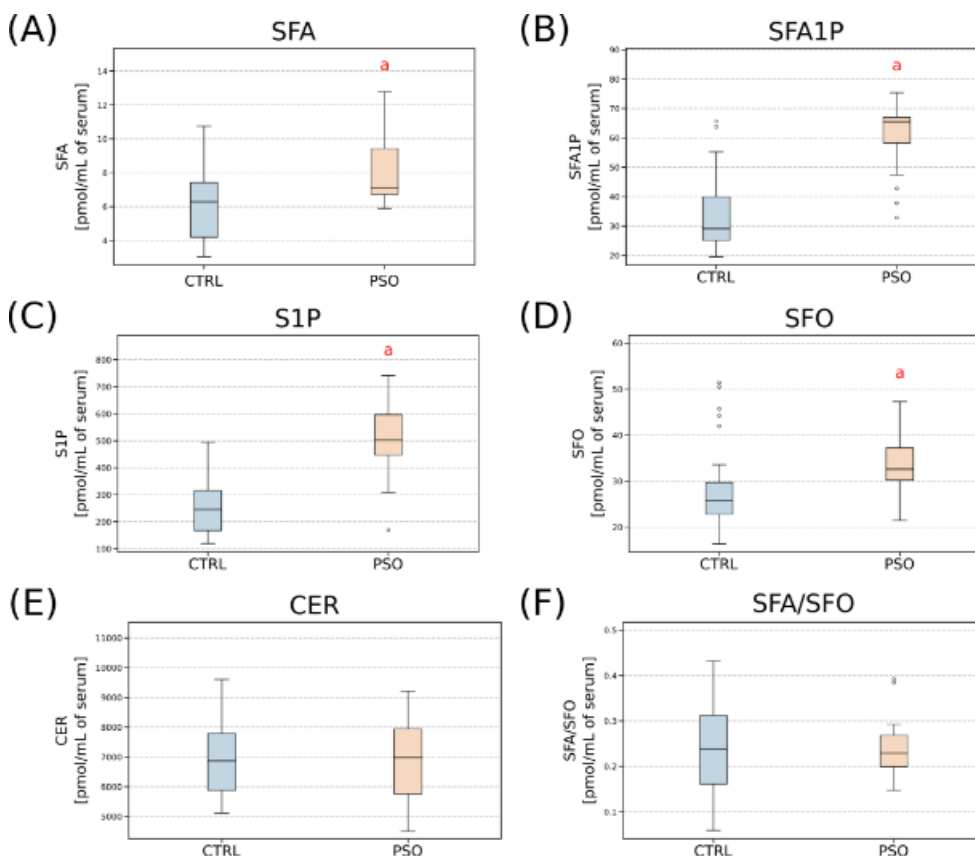 (A)
SFA
SFA
[pmol/mL of serum]
14
12
10
8
6
4
a
CTRL
PSO
(B)
SFA1P
SFA1P
[pmol/mL of serum]
90
80
70
60
50
40
30
20
a
CTRL
PSO
(C)
S1P
S1P
[pmol/mL of serum]
800
700
600
500
400
300
200
100
a
CTRL
PSO
(D)
SFO
SFO
[pmol/mL of serum]
60
50
40
30
20
a
CTRL
PSO
(E)
CER
CER
[pmol/mL of serum]
11000
10000
9000
8000
7000
6000
5000
CTRL
PSO
(F)
SFA/SFO
SFA/SFO
[pmol/mL of serum]
0.5
0.4
0.3
0.2
0.1
CTRL
PSO